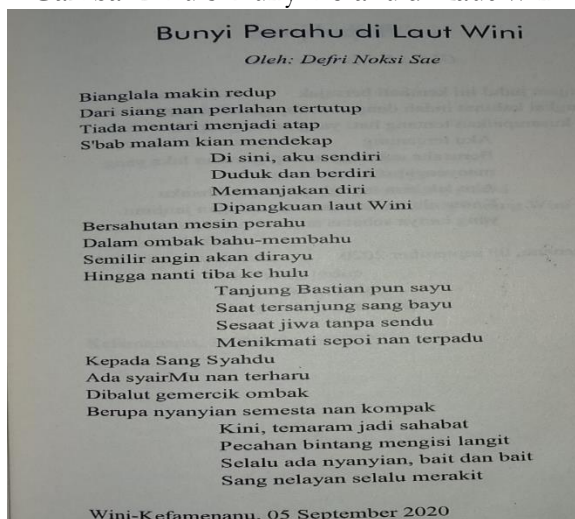 Bunyi Perahu di Laut Wini
Oleh: Defri Noksi Sae
Bianglala makin redup
Dari siang nan perlahan tertutup
Tiada mentari menjadi atap
S'bab malam kian mendekap
Di sini, aku sendiri
Duduk dan berdiri
Memanjakan diri
Dipangkuan laut Wini
Bersahutan mesin perahu
Dalam ombak bahu-membahu
Semilir angin akan dirayu
Hingga nanti tiba ke hulu
Tanjung Bastian pun sayu
Saat tersanjung sang bayu
Sesaat jiwa tanpa sendu
Menikmati sepoi nan terpadu
Kepada Sang Syahdu
Ada syairMu nan terharu
Dibalut gemercik ombak
Berupa nyanyian semesta nan kompak
Kini, temaram jadi sahabat
Pecahan bintang mengisi langit
Selalu ada nyanyian, bait dan bait
Sang nelayan selalu merakit
Wini-Kefamenanu, 05 September 2020